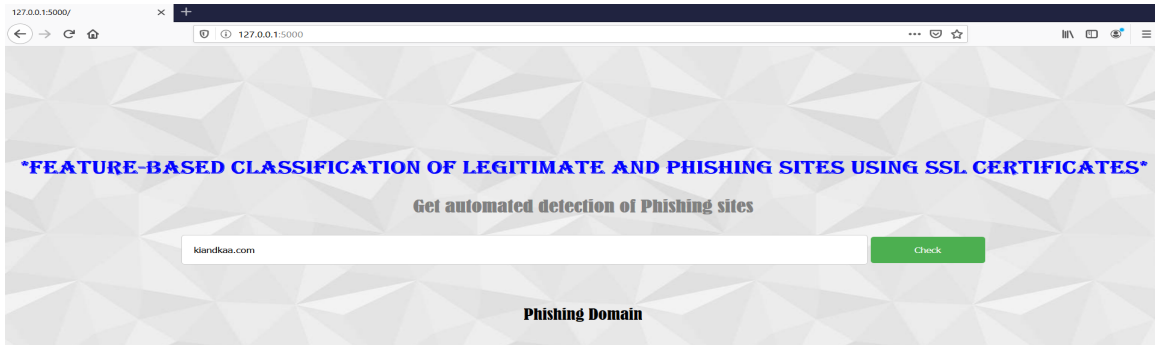 127.0.0.1:5000/
127.0.0.1:5000
*FEATURE-BASED CLASSIFICATION OF LEGITIMATE AND PHISHING SITES USING SSL CERTIFICATES*
Get automated detection of Phishing sites
kiandkaa.com Check
Phishing Domain